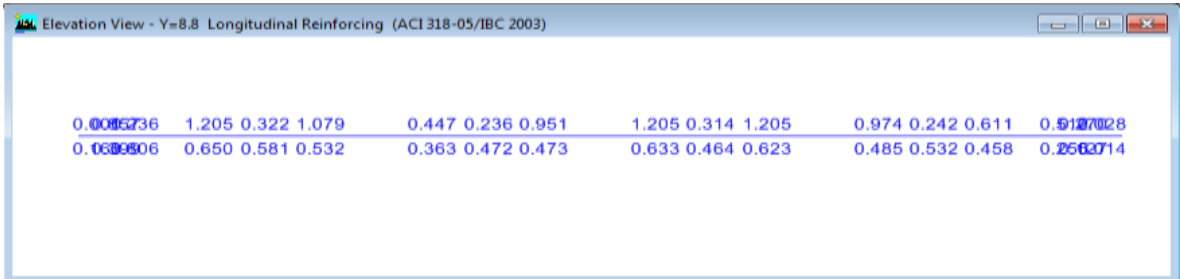 Elevation View - Y=8.8 Longitudinal Reinforcing (ACI 318-05/IBC 2003)
1.205 0.322 1.079 0.447 0.236 0.951 1.205 0.314 1.205 0.974 0.242 0.611
0.650 0.581 0.532 0.363 0.472 0.473 0.633 0.464 0.623 0.485 0.532 0.458